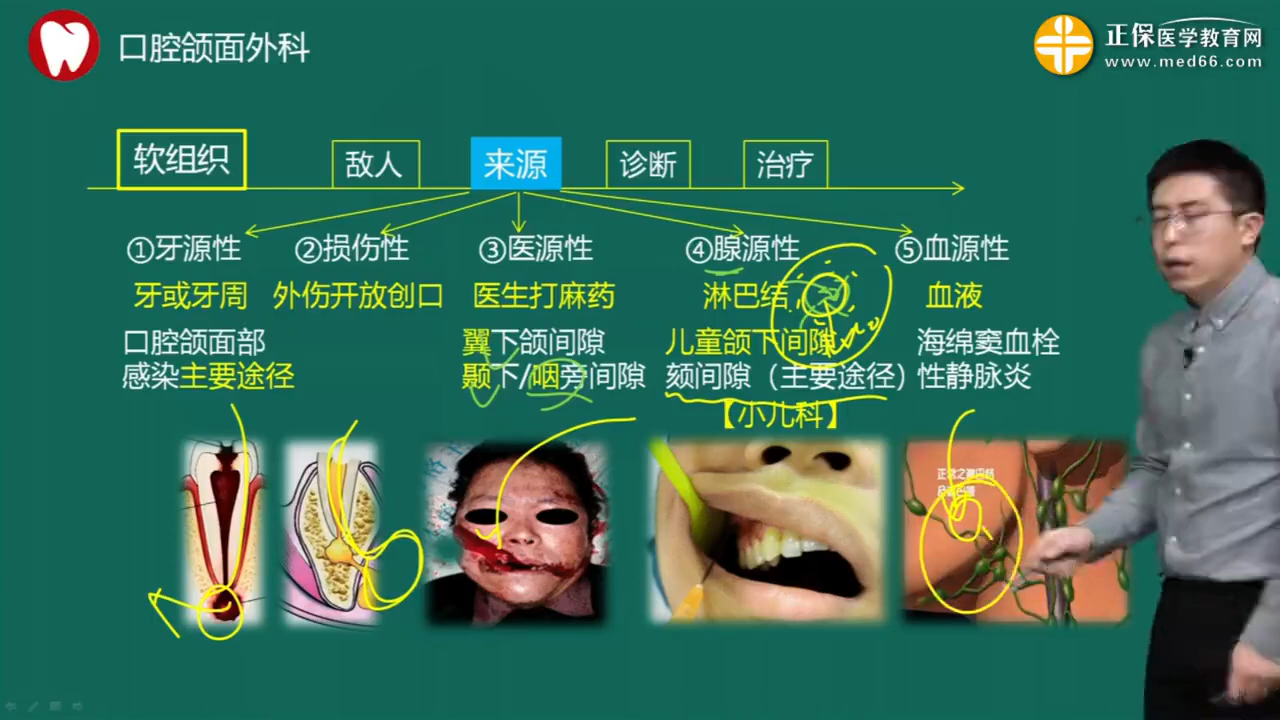 口腔颌面外科
正保医学教育网
www.med66.com
软组织
敌人
来源
诊断
治疗
①牙源性
②损伤性
③医源性
④腺源性
⑤血源性
牙或牙周
外伤开放创口
医生打麻药
淋巴结
血液
口腔颌面部
感染主要途径
翼下颌间隙
颞下/咽旁间隙
儿童颌下间隙
颏间隙（主要途径）
【小儿科】
海绵窦血栓
性静脉炎